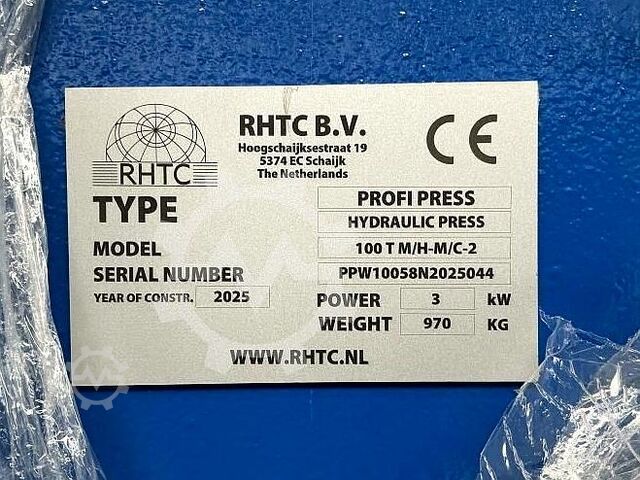 RHTC
RHTC B.V.
Hoogschaijksestraat 19
5374 EC Schaijk
The Netherlands
CE
TYPE
PROFI PRESS
HYDRAULIC PRESS
MODEL 100 T M/H-M/C-2
SERIAL NUMBER PPW10058N2025044
YEAR OF CONSTR. 2025 POWER 3 kW
WEIGHT 970 KG
WWW.RHTC.NL